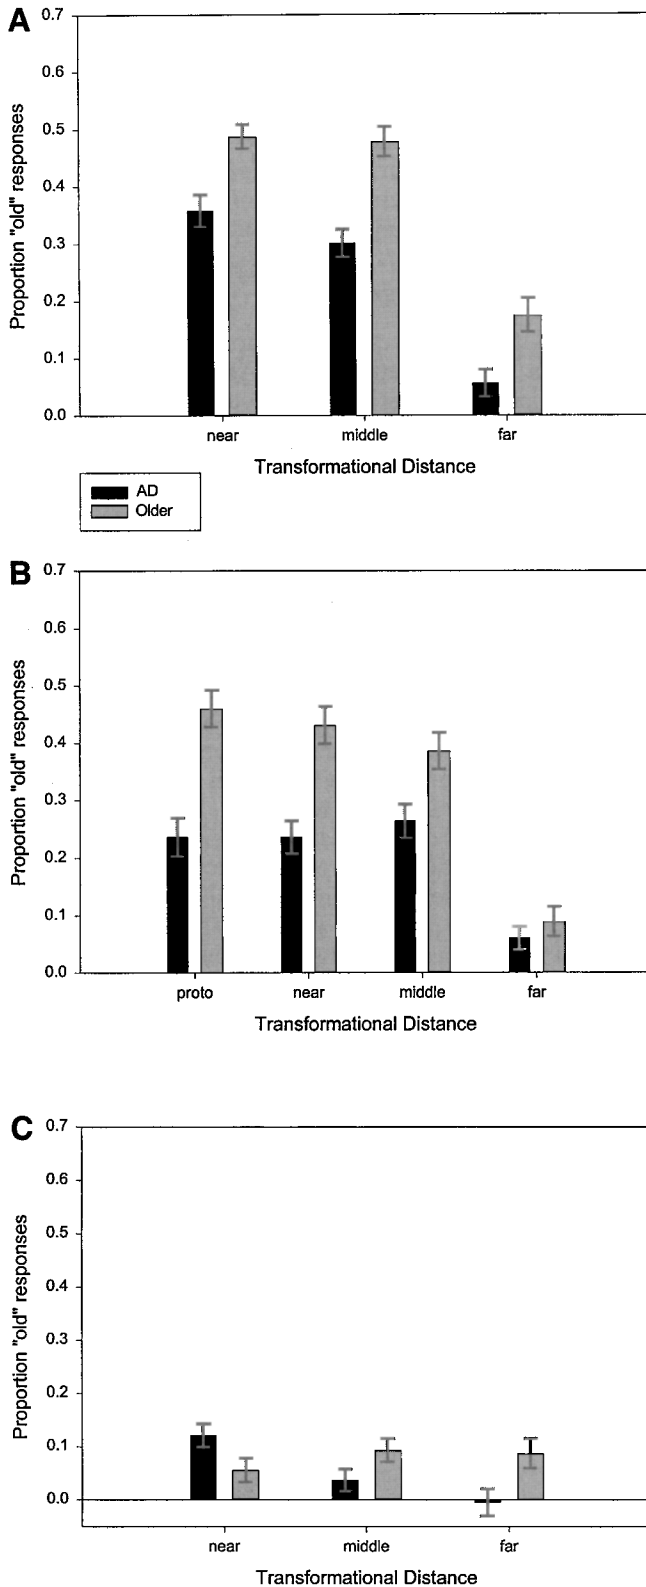 A
0.7
0.6
0.5
0.4
0.3
0.2
0.1
0.0
Proportion "old" responses
near middle far
Transformational Distance
AD
Older
B
0.7
0.6
0.5
0.4
0.3
0.2
0.1
0.0
Proportion "old" responses
proto near middle far
Transformational Distance
C
0.7
0.6
0.5
0.4
0.3
0.2
0.1
0.0
Proportion "old" responses
near middle far
Transformational Distance